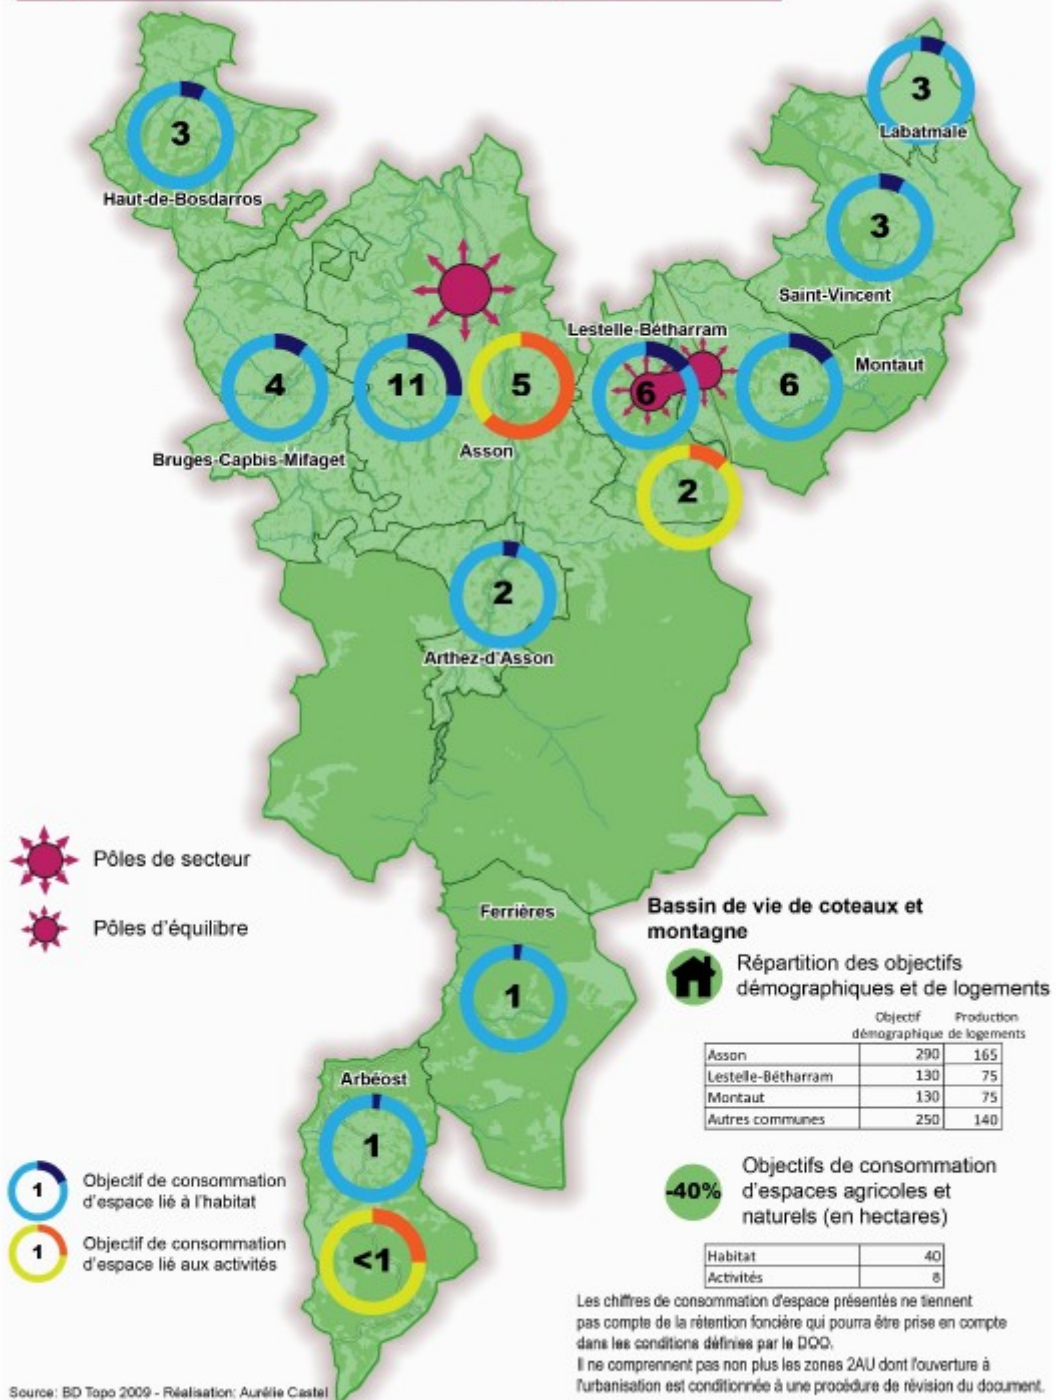 3
Labatmale
3
Haut-de-Bosdarros
3
Saint-Vincent
Lestelle-Bétharram
Montaut
4
11
5
6
6
Bruges-Capbis-Mifaget
Asson
2
2
Arthez-d'Asson
Pôles de secteur
Pôles d'équilibre
Ferrières
1
Arbéost
1
<1
1
Objectif de consommation
d'espace lié à l'habitat
1
Objectif de consommation
d'espace lié aux activités
Bassin de vie de coteaux et
montagne
Répartition des objectifs
démographiques et de logements
Objectif Production
démographique de logements
Asson 290 165
Lestelle-Bétharram 130 75
Montaut 130 75
Autres communes 250 140
-40%
Objectifs de consommation
d'espaces agricoles et
naturels (en hectares)
Habitat 40
Activités 8
Les chiffres de consommation d'espace présentés ne tiennent
pas compte de la rétention foncière qui pourra être prise en compte
dans les conditions définies par le DOO.
Il ne comprennent pas non plus les zones 2AU dont l'ouverture à
l'urbanisation est conditionnée à une procédure de révision du document.
Source: BD Topo 2009 - Réalisation: Aurélie Castel